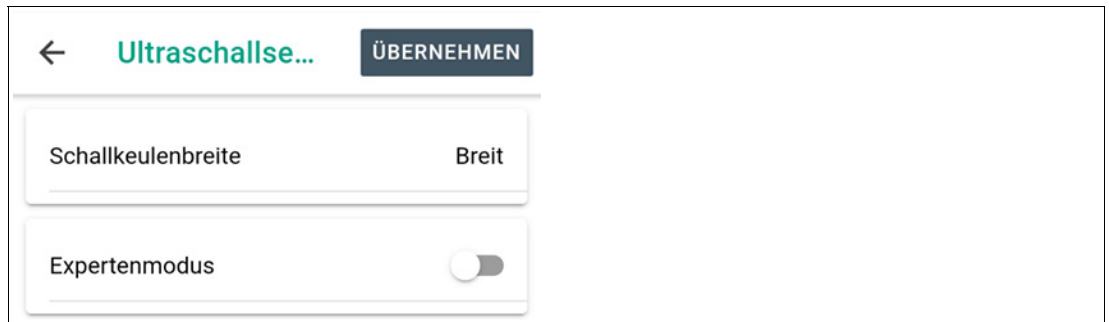 Ultraschallse... ÜBERNEHMEN
Schallkeulenbreite Breit
Expertenmodus